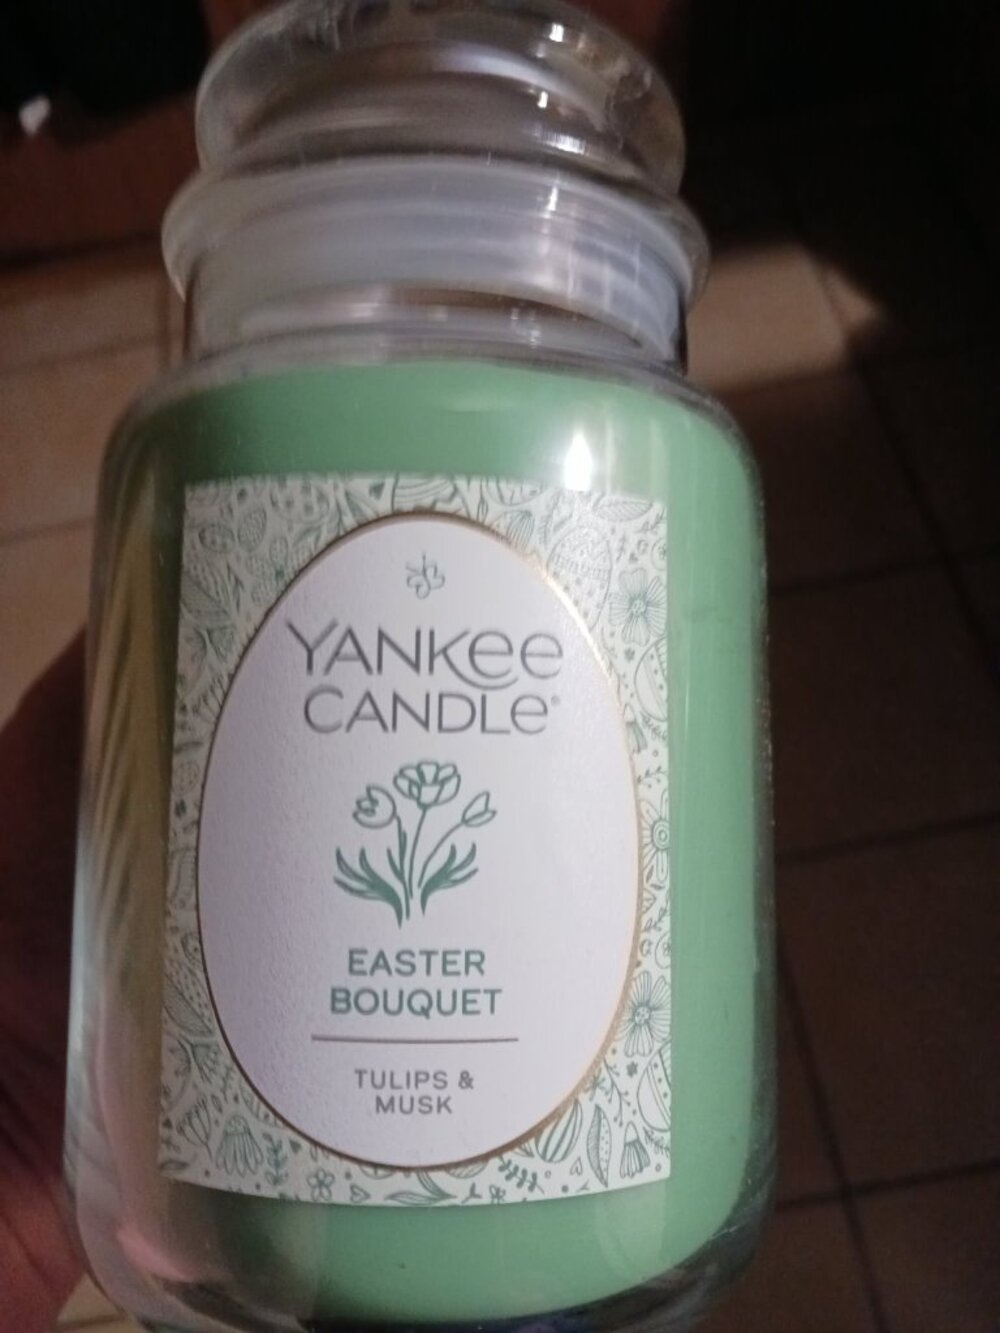 YANKEE
CANDLE®
EASTER
BOUQUET
TULIPS &
MUSK